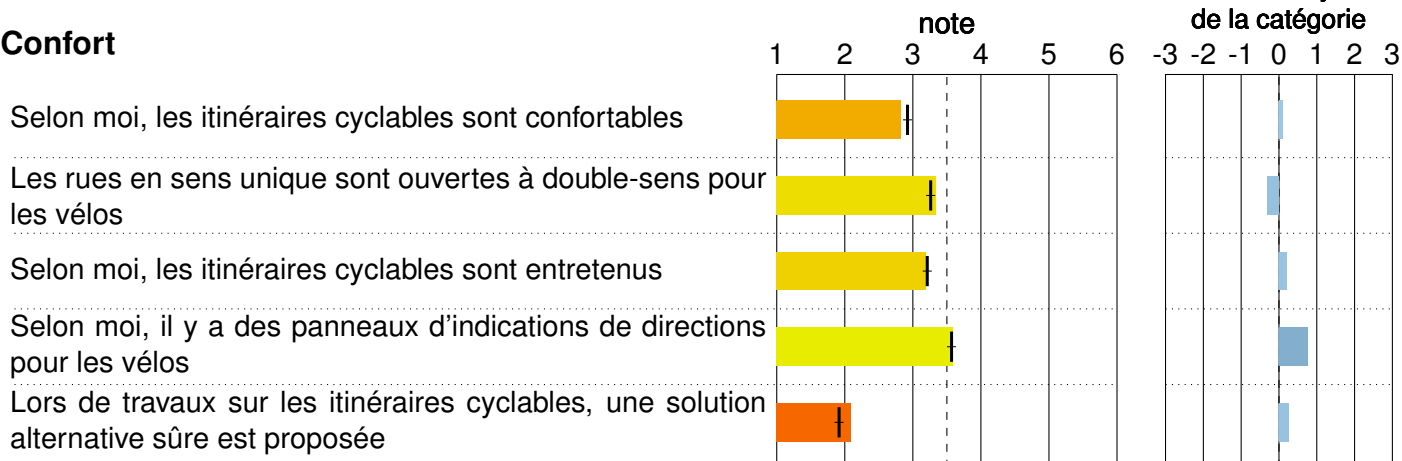 note
de la catégorie
Confort
1 2 3 4 5 6
-3 -2 -1 0 1 2 3
Selon moi, les itinéraires cyclables sont confortables
Les rues en sens unique sont ouvertes à double-sens pour
les vélos
Selon moi, les itinéraires cyclables sont entretenus
Selon moi, il y a des panneaux d'indications de directions
pour les vélos
Lors de travaux sur les itinéraires cyclables, une solution
alternative sûre est proposée